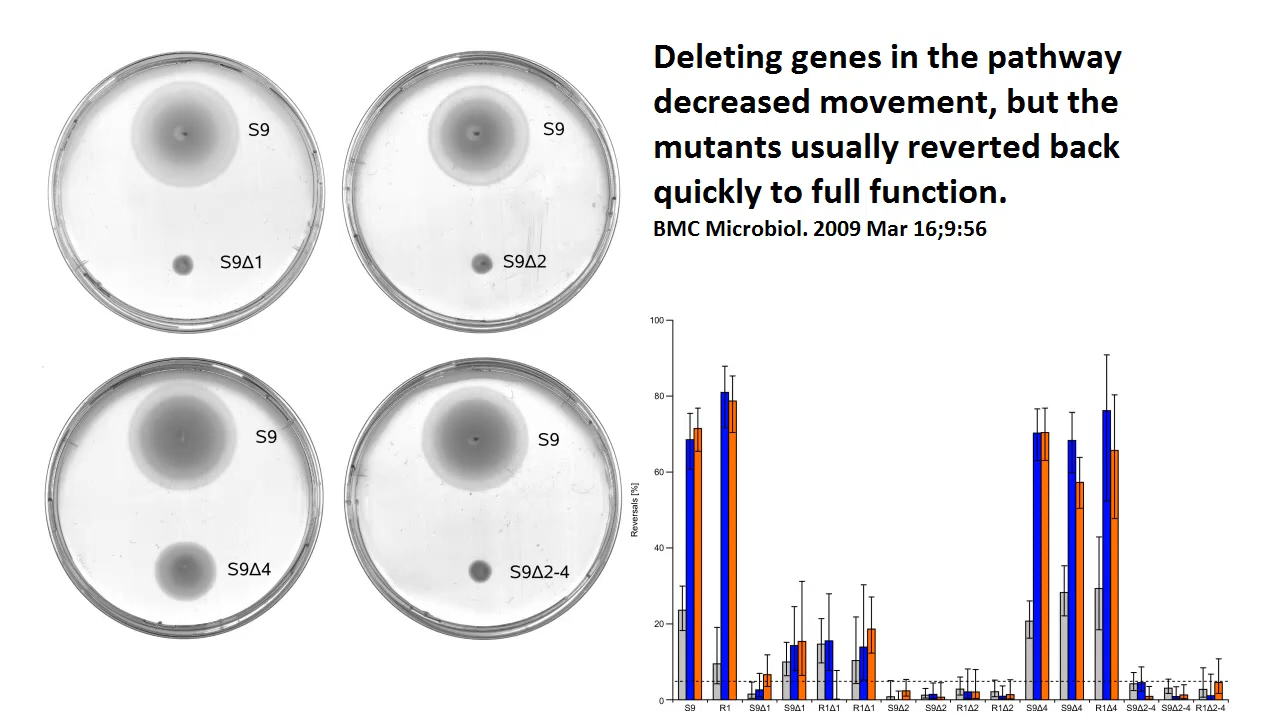 Deleting genes in the pathway
decreased movement, but the
mutants usually reverted back
quickly to full function.
BMC Microbiol. 2009 Mar 16;9:56
S9
S9Δ1
S9
S9Δ2
S9
S9Δ4
S9
S9Δ2-4
Reversals [%]
100
80
60
40
20
0
S9 R1 S9Δ1 S9Δ1 R1Δ1 R1Δ1 S9Δ2 S9Δ2 R1Δ2 R1Δ2 S9Δ4 S9Δ4 R1Δ4 S9Δ2-4 S9Δ2-4 R1Δ2-4